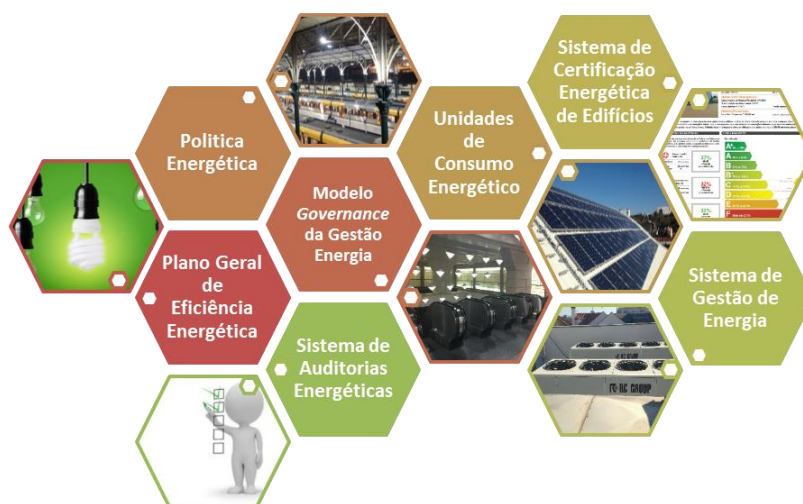 Politica
Energética
Unidades
de
Consumo
Energético
Sistema de
Certificação
Energética
de Edifícios
Modelo
Governance
da Gestão
Energia
Plano Geral
de
Eficiência
Energética
Sistema de
Auditorias
Energéticas
Sistema de
Gestão de
Energia
A+
A
B
B-
C
D
E
F